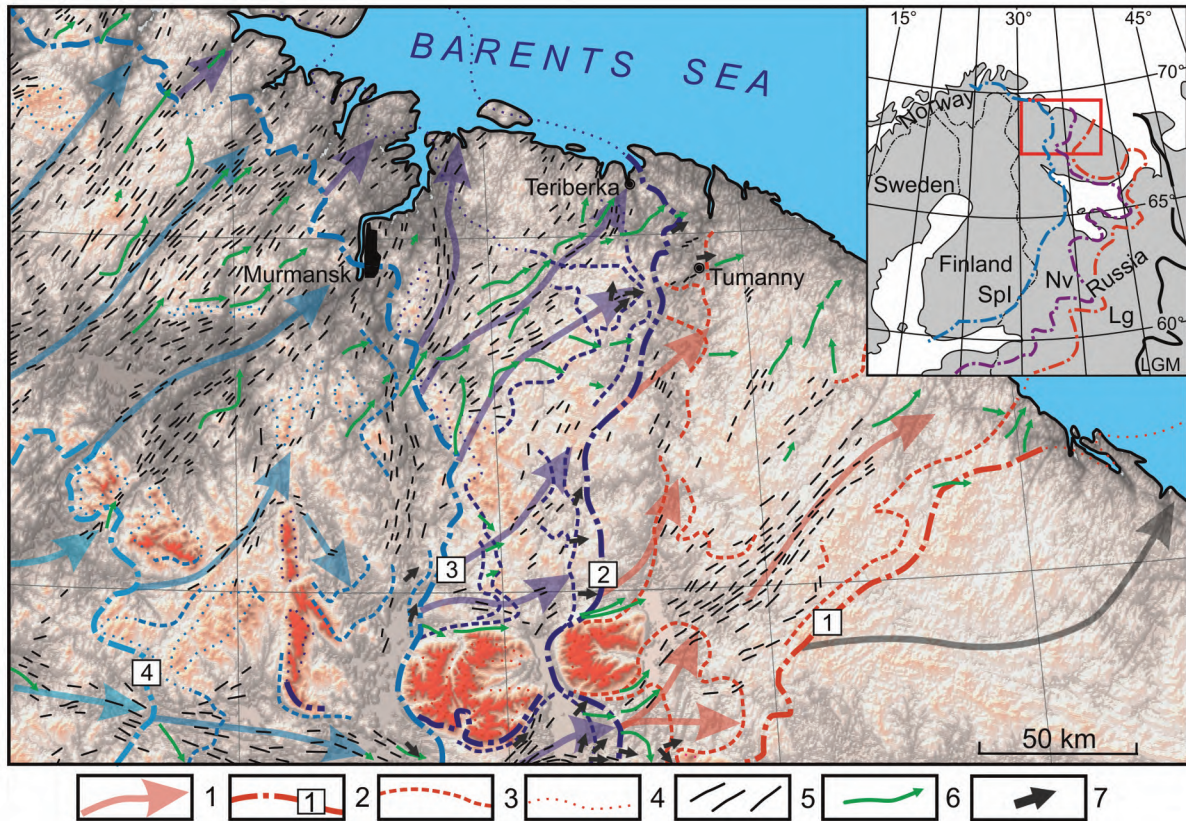 15° 30° 45°
BARENTS SEA
70°
Norway
Teriberka
Sweden
65°
Murmansk
Tumanny
Finland
Spl
Nv
Russia
Lg
60°
LGM
3
2
1
4
50 km
1 1 2 3 4 5 6 7